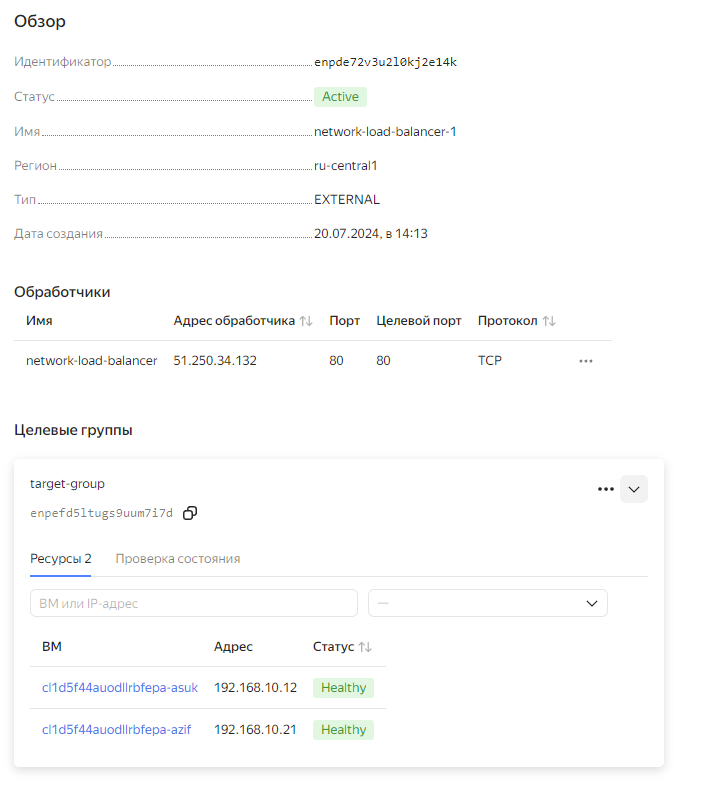 Обзор
Идентификатор enpde72v3u2l0kj2e14k
Статус Active
Имя network-load-balancer-1
Регион ru-central1
Тип EXTERNAL
Дата создания 20.07.2024, в 14:13
Обработчики
Имя Адрес обработчика Порт Целевой порт Протокол
network-load-balancer 51.250.34.132 80 80 TCP
Целевые группы
target-group
enpefd5ltugs9uum7i7d
Ресурсы 2 Проверка состояния
ВМ или IP-адрес —
ВМ Адрес Статус
cl1d5f44auodllrbfepa-asuk 192.168.10.12 Healthy
cl1d5f44auodllrbfepa-azif 192.168.10.21 Healthy